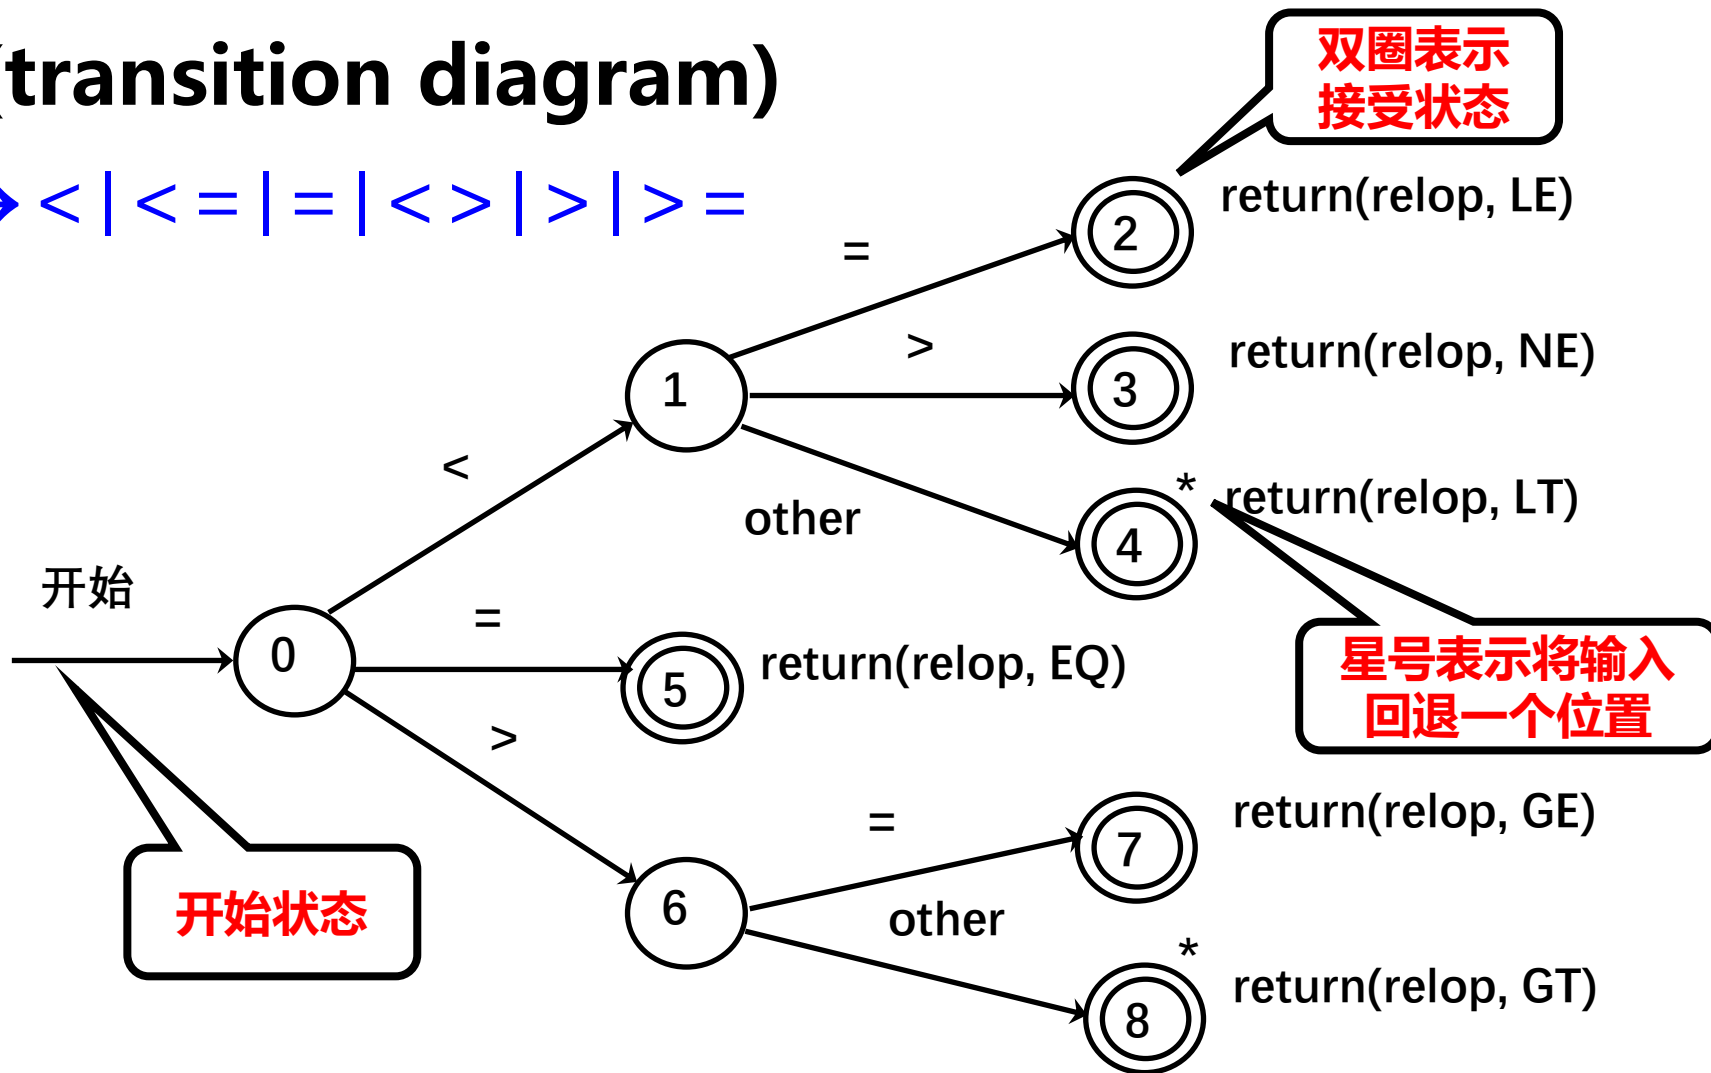 (transition diagram)
双圈表示
接受状态
→ < | < = | = | < > | > | > =
return(relop, LE)
=
2
>
return(relop, NE)
1
3
<
other
*
return(relop, LT)
4
开始
=
0
return(relop, EQ)
5
星号表示将输入
回退一个位置
>
=
return(relop, GE)
7
开始状态
6
other
*
return(relop, GT)
8